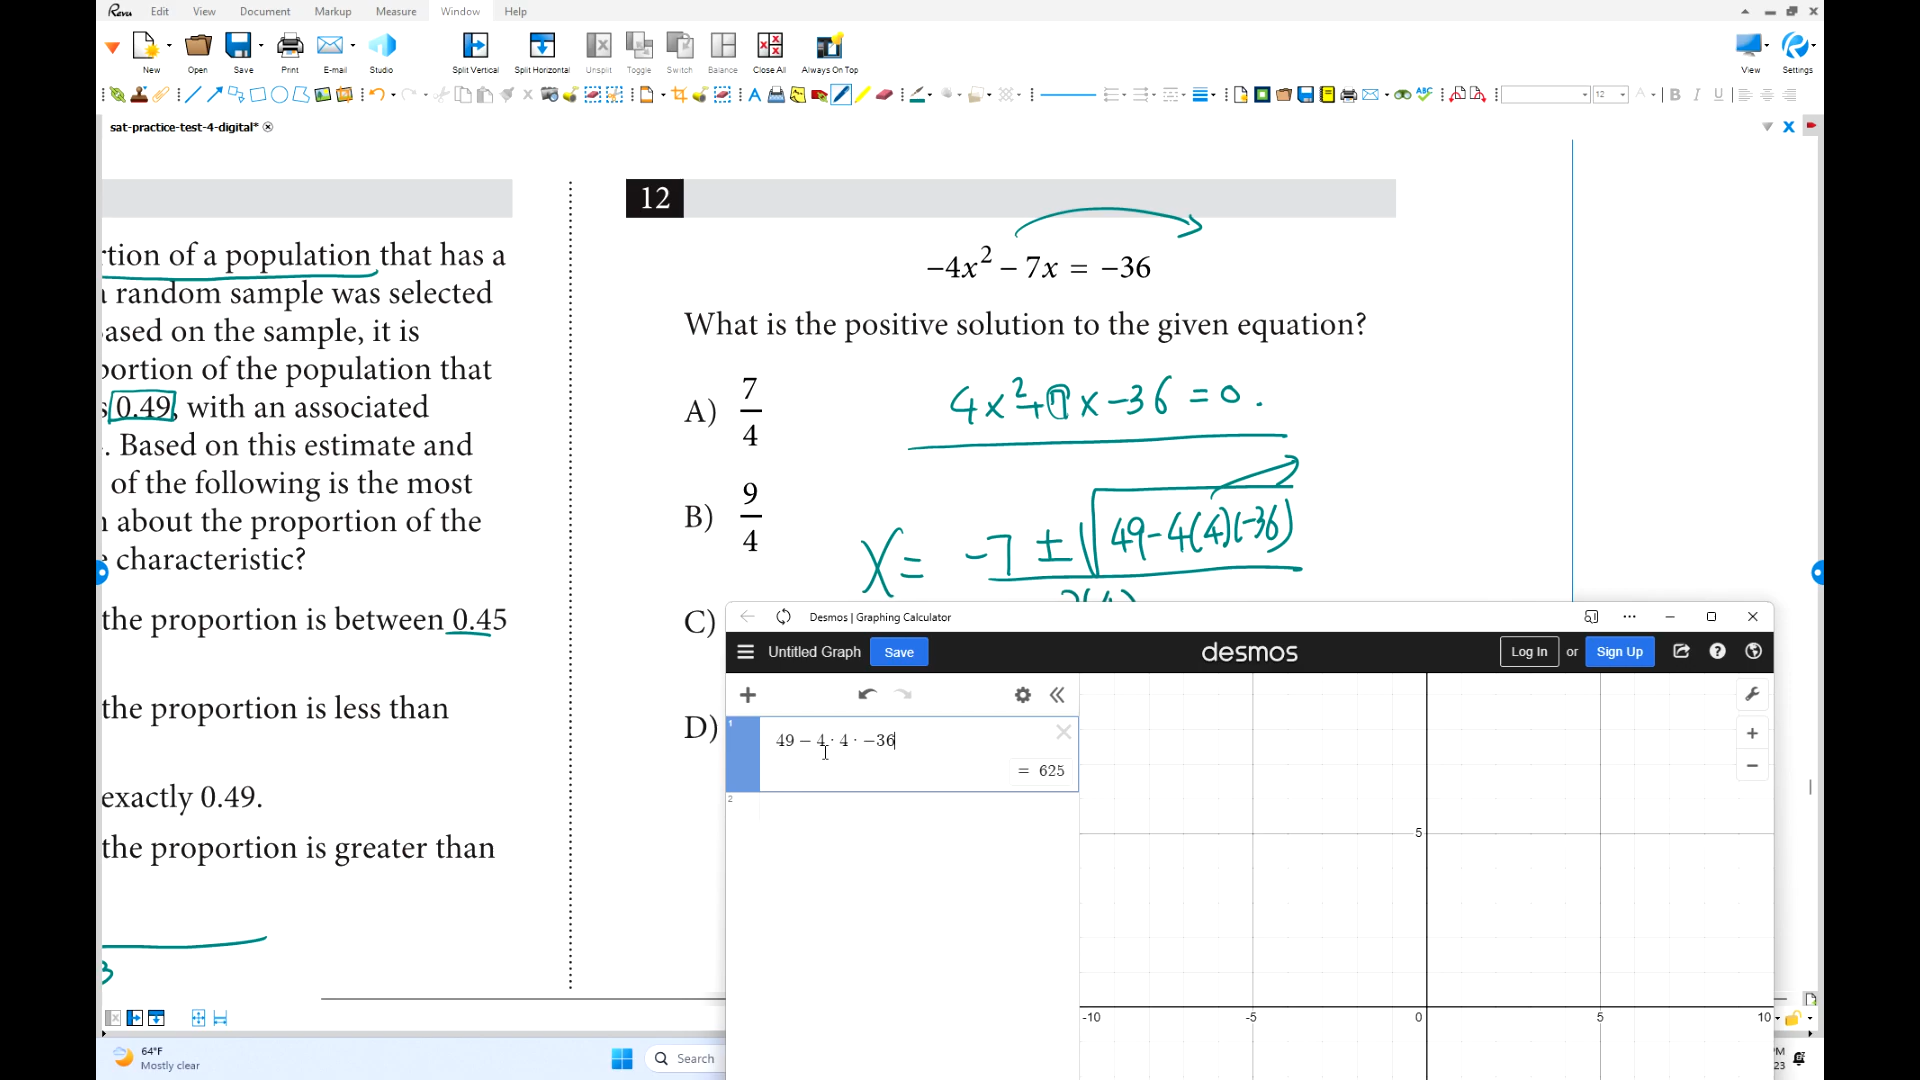 Revu Edit View Document Markup Measure Window Help
New Open Save Print E-mail Studio Split Vertical Split Horizontal Unsplit Toggle Switch Balance Close All Always On Top View Settings
12
sat-practice-test-4-digital*
12
rtion of a population that has a
random sample was selected
ased on the sample, it is
portion of the population that
s 0.49, with an associated
. Based on this estimate and
of the following is the most
about the proportion of the
characteristic?
the proportion is between 0.45
the proportion is less than
exactly 0.49.
the proportion is greater than
3
−4x² − 7x = −36
What is the positive solution to the given equation?
A) 7/4
4x²+7x-36=0.
B) 9/4
X= -7 ± √49-4(4)(-36)
C)
D)
Desmos | Graphing Calculator
Untitled Graph Save desmos Log In or Sign Up
1
49 − 4 · 4 · −36
= 625
2
5
-10 -5 0 5 10
64°F
Mostly clear
Search